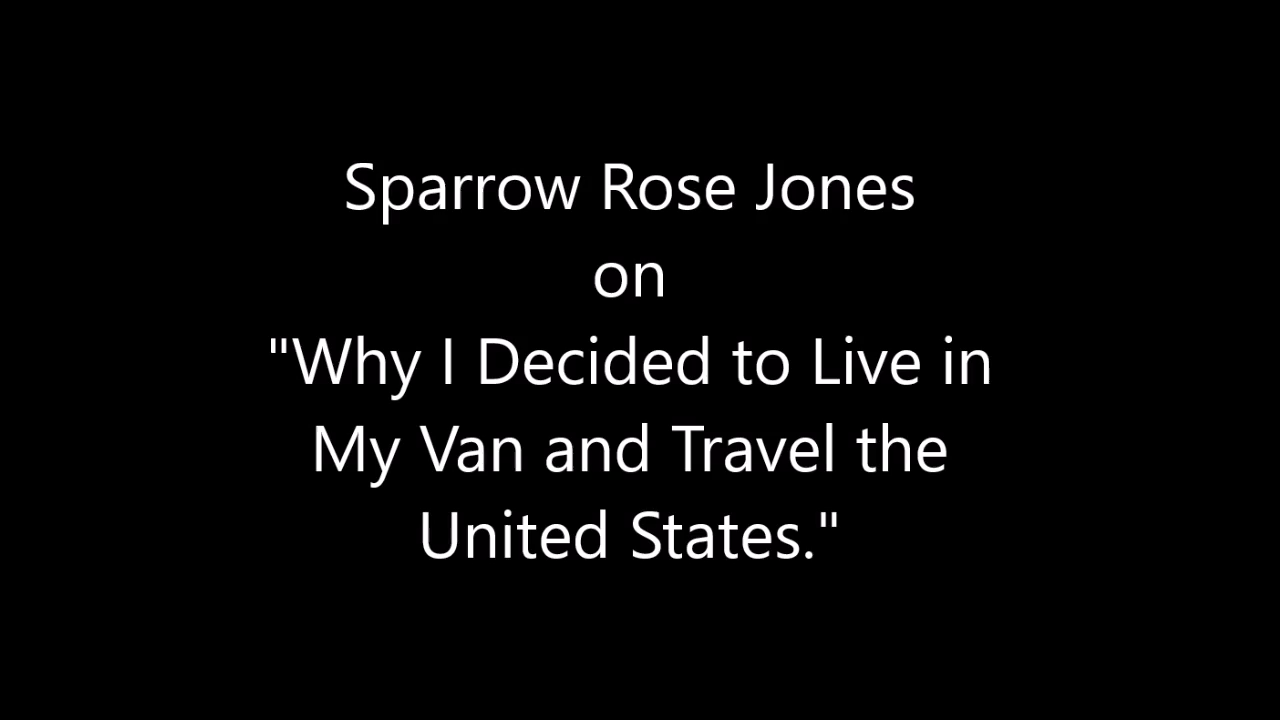 Sparrow Rose Jones
on
"Why I Decided to Live in
My Van and Travel the
United States."